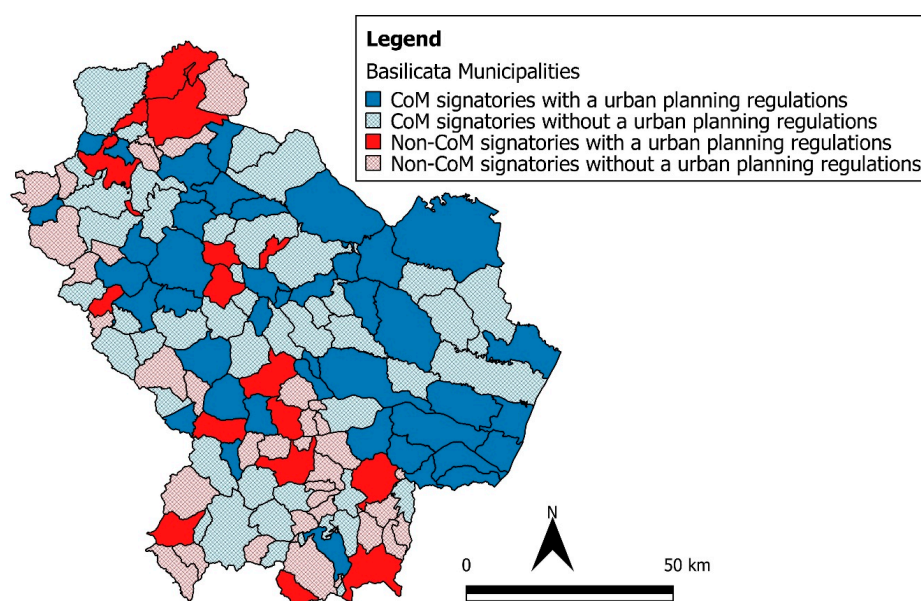 Legend
Basilicata Municipalities
CoM signatories with a urban planning regulations
CoM signatories without a urban planning regulations
Non-CoM signatories with a urban planning regulations
Non-CoM signatories without a urban planning regulations
N
0 50 km